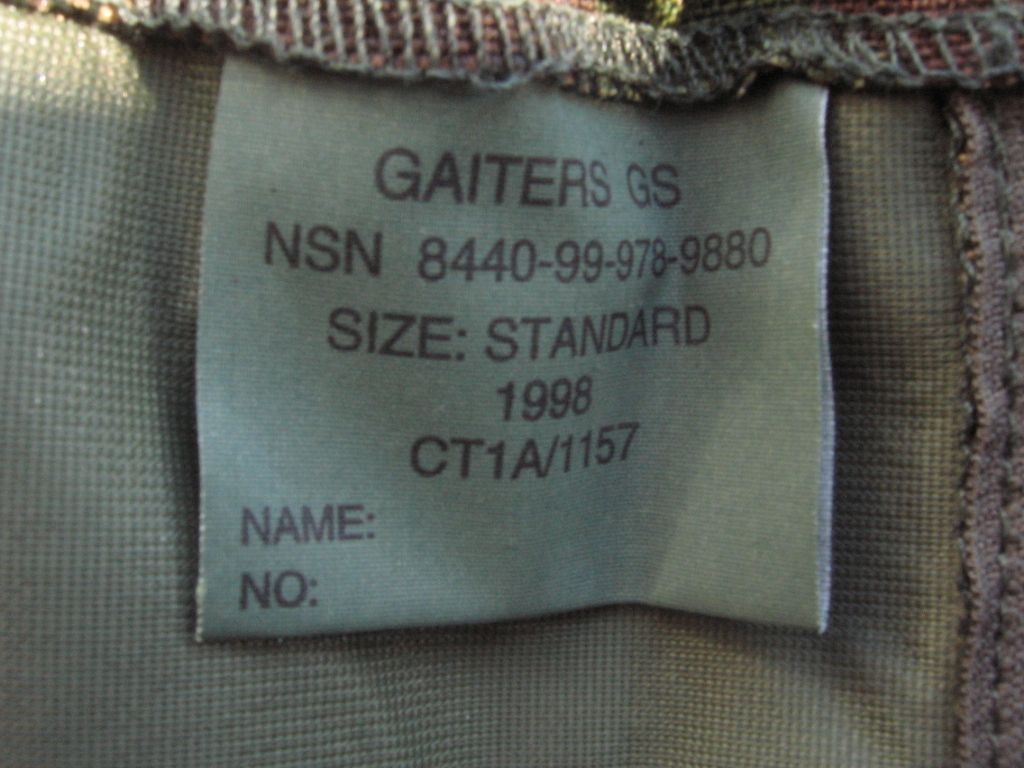 GAITERS GS
NSN 8440-99-978-9880
SIZE: STANDARD
1998
CT1A/1157
NAME:
NO: